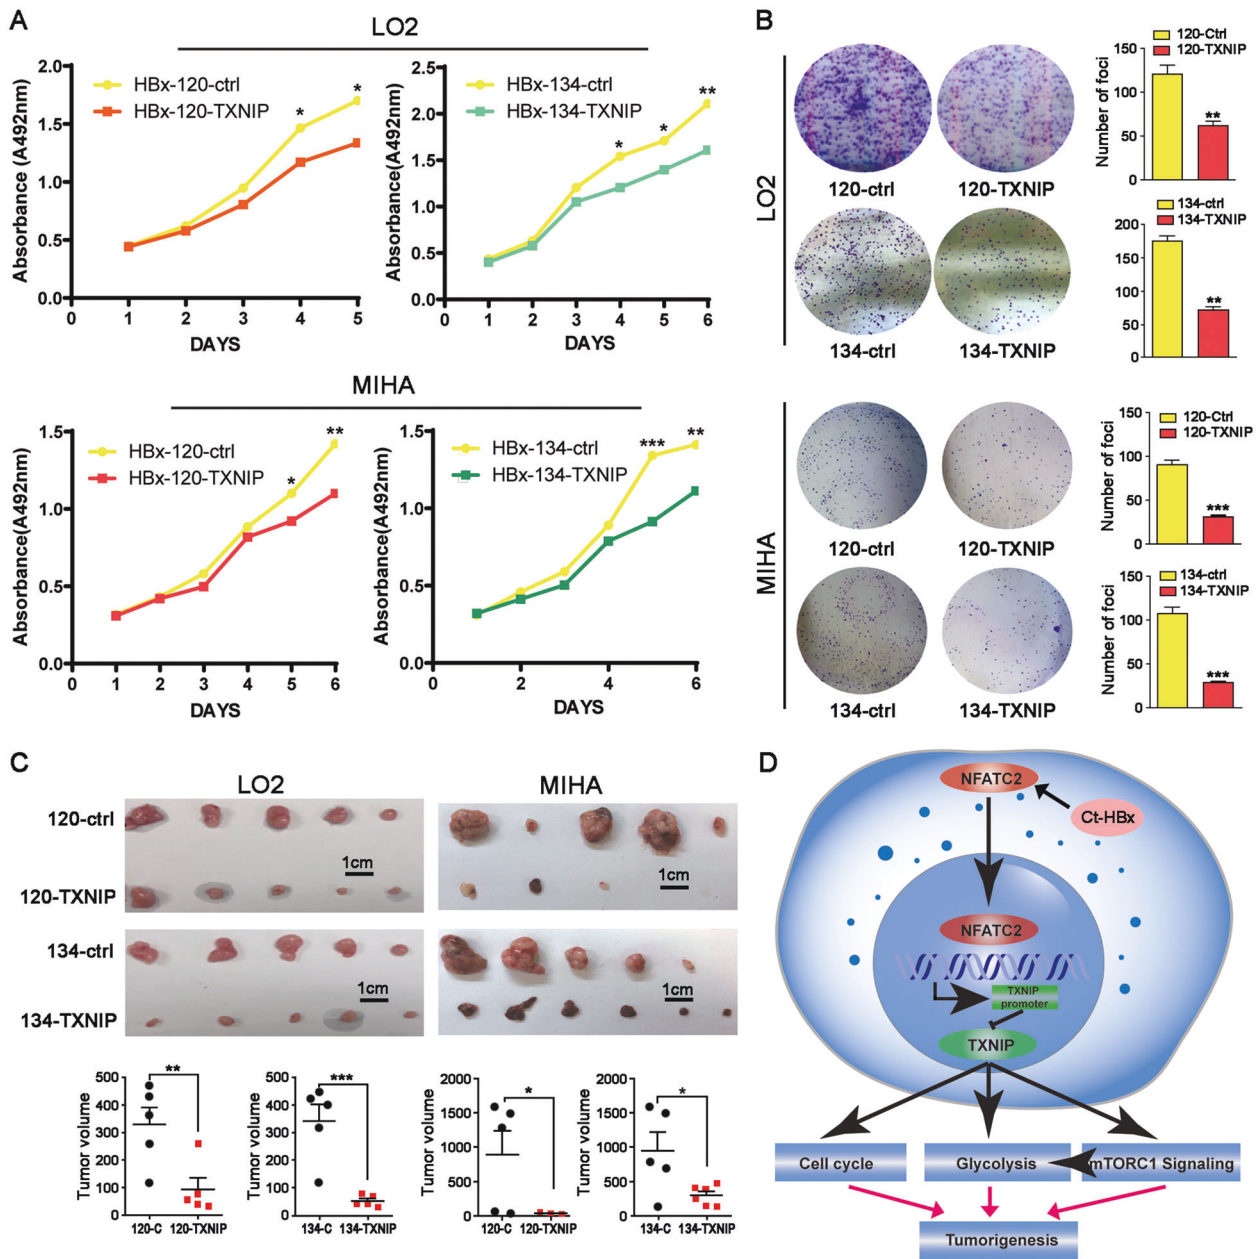 A
LO2
HBx-120-ctrl
HBx-120-TXNIP
Absorbance (A492nm)
2.0
1.5
1.0
0.5
0.0
0 1 2 3 4 5
DAYS
* *
HBx-134-ctrl
HBx-134-TXNIP
Absorbance(A492nm)
2.5
2.0
1.5
1.0
2.5
2.0
0 1 2 3 4 5 6
DAYS
* * **
MIHA
HBx-120-ctrl
HBx-120-TXNIP
Absorbance(A492nm)
1.5
1.0
0.5
0.0
0 1 2 3 4 5 6
DAYS
* **
HBx-134-ctrl
HBx-134-TXNIP
Absorbance(A492nm)
1.5
1.0
0.5
0.0
0 1 2 3 4 5 6
DAYS
*** **
B
LO2
120-ctrl
120-TXNIP
134-ctrl
134-TXNIP
120-Ctrl
120-TXNIP
Number of foci
150
100
50
0
**
134-ctrl
134-TXNIP
Number of foci
200
150
100
50
0
**
MIHA
120-ctrl
120-TXNIP
134-ctrl
134-TXNIP
120-Ctrl
120-TXNIP
Number of foci
150
100
50
0
***
134-ctrl
134-TXNIP
Number of foci
150
100
50
0
***
C
LO2
MIHA
120-ctrl
1cm
1cm
120-TXNIP
134-ctrl
1cm
1cm
134-TXNIP
Tumor volume
500
400
300
200
100
0
**
120-C 120-TXNIP
Tumor volume
500
400
300
200
100
0
***
134-C 134-TXNIP
Tumor volume
2000
1500
1000
500
0
*
120-C 120-TXNIP
Tumor volume
2000
1500
1000
500
0
*
134-C 134-TXNIP
D
NFATC2
Ct-HBx
NFATC2
TXNIP
promoter
TXNIP
Cell cycle
Glycolysis
mTORC1 Signaling
Tumorigenesis